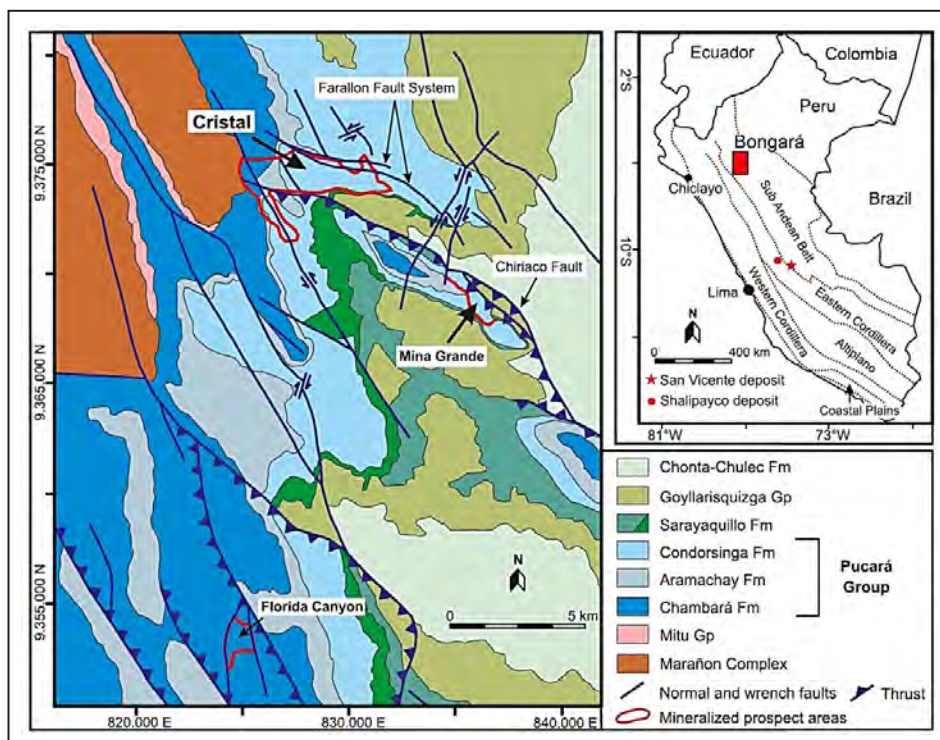 Farallon Fault System
Cristal
Chiriaco Fault
Mina Grande
N
0 5 km
Florida Canyon
9.375,000 N
9.365,000 N
9.355,000 N
820.000 E
830.000 E
840.000 E
Ecuador
Colombia
Peru
Bongará
Brazil
Chiclayo
Sub Andean Belt
Lima
Western Cordillera
Eastern Cordillera
Altiplano
Coastal Plains
N
0 400 km
San Vicente deposit
Shalipayco deposit
2°S
10°S
81°W
73°W
Chonta-Chulec Fm
Goyllarisquizga Gp
Sarayaquillo Fm
Condorsinga Fm
Aramachay Fm
Chambará Fm
Pucará
Group
Mitu Gp
Marañon Complex
Normal and wrench faults
Thrust
Mineralized prospect areas